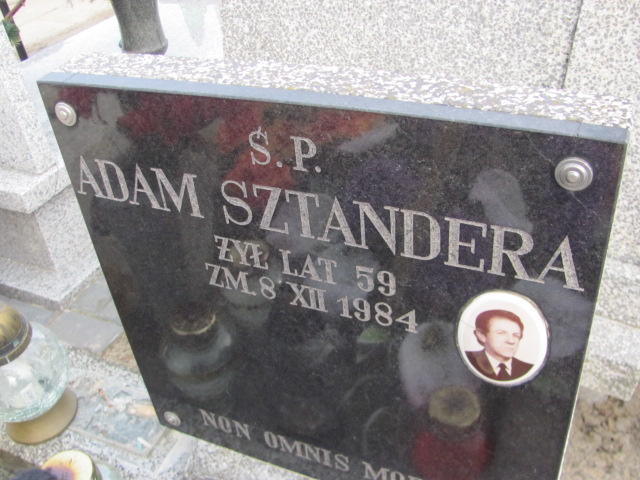 Ś.P.
ADAM SZTANDERA
ŻYŁ LAT 59
ZM. 8 XII 1984
NON OMNIS